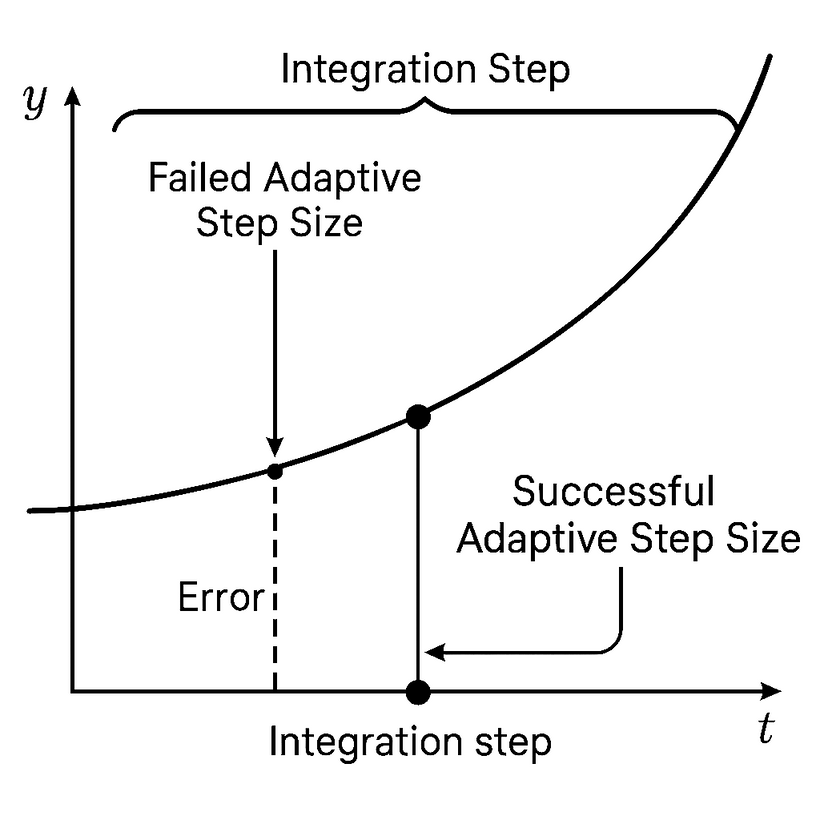 Integration Step
y
Failed Adaptive
Step Size
Successful
Adaptive Step Size
Error
t
Integration step